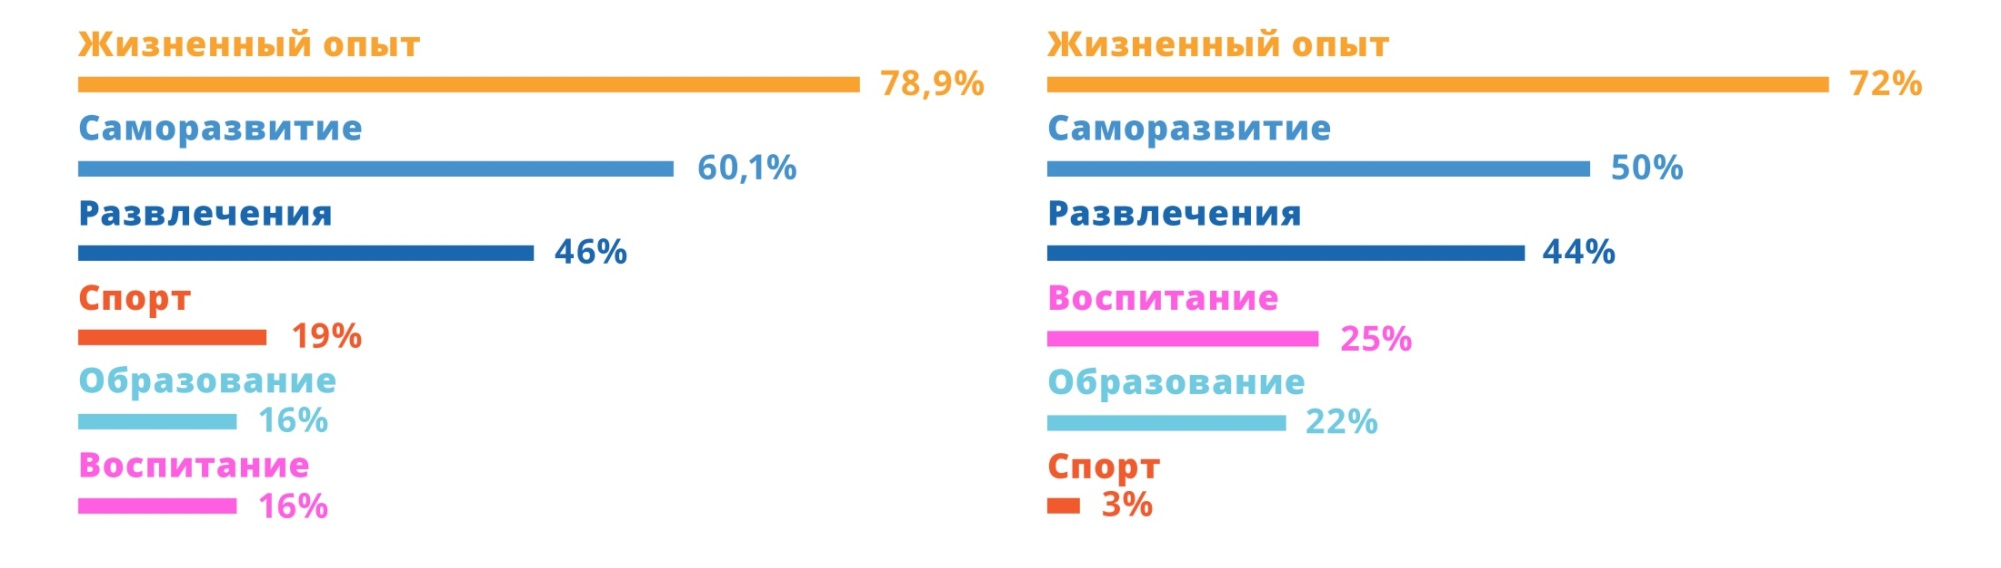 Жизненный опыт
78,9%
Саморазвитие
60,1%
Развлечения
46%
Спорт
19%
Образование
16%
Воспитание
16%
Жизненный опыт
72%
Саморазвитие
50%
Развлечения
44%
Воспитание
25%
Образование
22%
Спорт
3%